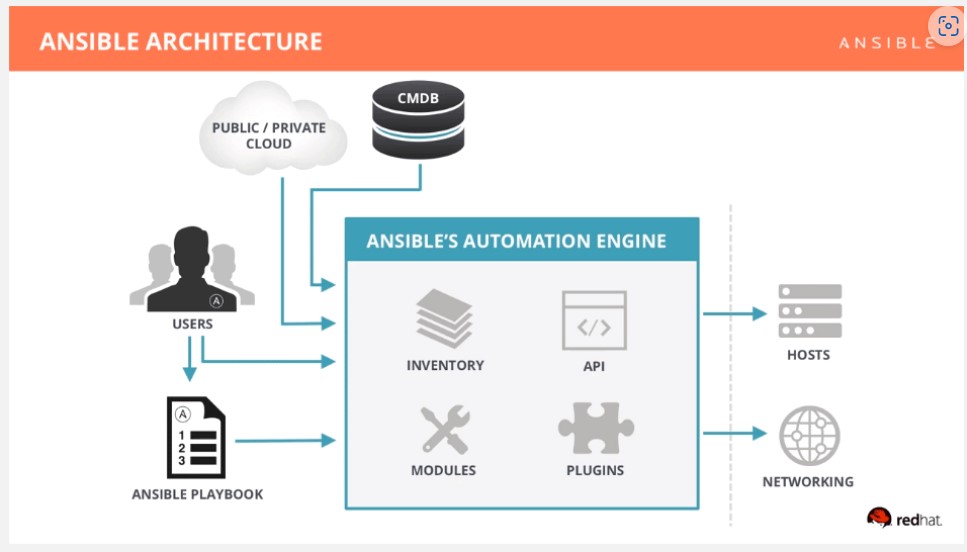 ANSIBLE ARCHITECTURE
ANSIBLE
CMDB
PUBLIC / PRIVATE
CLOUD
ANSIBLE'S AUTOMATION ENGINE
A
USERS
INVENTORY
</>
API
HOSTS
A
1
2
3
MODULES
PLUGINS
ANSIBLE PLAYBOOK
NETWORKING
redhat.